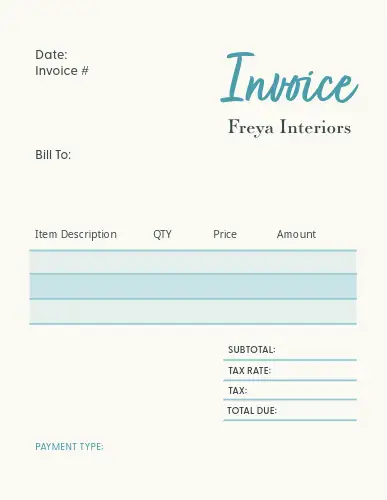 Date:
Invoice #
Invoice
Freya Interiors
Bill To:
Item Description QTY Price Amount
SUBTOTAL:
TAX RATE:
TAX:
TOTAL DUE:
PAYMENT TYPE: